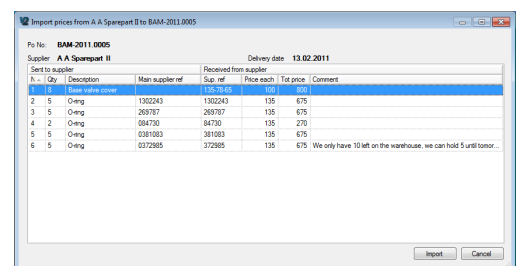 Import prices from A A Sparepart II to BAM-2011.0005
Po No: BAM-2011.0005
Supplier A A Sparepart II Delivery date 13.02.2011
Sent to supplier Received from supplier
N Qty Description Main supplier ref Sup. ref Price each Tot price Comment
1 8 Base valve cover 135-78-65 100 800
2 5 O-ring 1302243 1302243 135 675
3 5 O-ring 269787 269787 135 675
4 2 O-ring 084730 84730 135 270
5 5 O-ring 0381083 381083 135 675
6 5 O-ring 0372985 372985 135 675 We only have 10 left on the warehouse, we can hold 5 until tomor...
Import Cancel